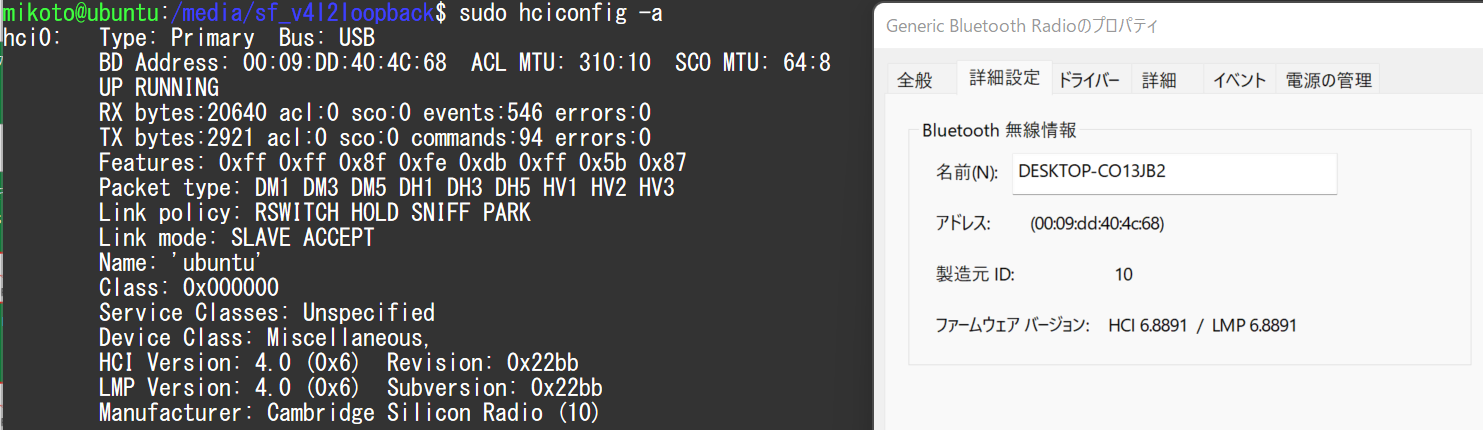 mikoto@ubuntu:/media/sf_v4l2loopback$ sudo hciconfig -a
hci0:   Type: Primary  Bus: USB
        BD Address: 00:09:DD:40:4C:68  ACL MTU: 310:10  SCO MTU: 64:8
        UP RUNNING
        RX bytes:20640 acl:0 sco:0 events:546 errors:0
        TX bytes:2921 acl:0 sco:0 commands:94 errors:0
        Features: 0xff 0xff 0x8f 0xfe 0xdb 0xff 0x5b 0x87
        Packet type: DM1 DM3 DM5 DH1 DH3 DH5 HV1 HV2 HV3
        Link policy: RSWITCH HOLD SNIFF PARK
        Link mode: SLAVE ACCEPT
        Name: 'ubuntu'
        Class: 0x000000
        Service Classes: Unspecified
        Device Class: Miscellaneous,
        HCI Version: 4.0 (0x6)  Revision: 0x22bb
        LMP Version: 4.0 (0x6)  Subversion: 0x22bb
        Manufacturer: Cambridge Silicon Radio (10)
Generic Bluetooth Radioのプロパティ
全般 詳細設定 ドライバー 詳細 イベント 電源の管理
Bluetooth 無線情報
名前(N): DESKTOP-CO13JB2
アドレス: (00:09:dd:40:4c:68)
製造元 ID: 10
ファームウェア バージョン: HCI 6.8891 / LMP 6.8891